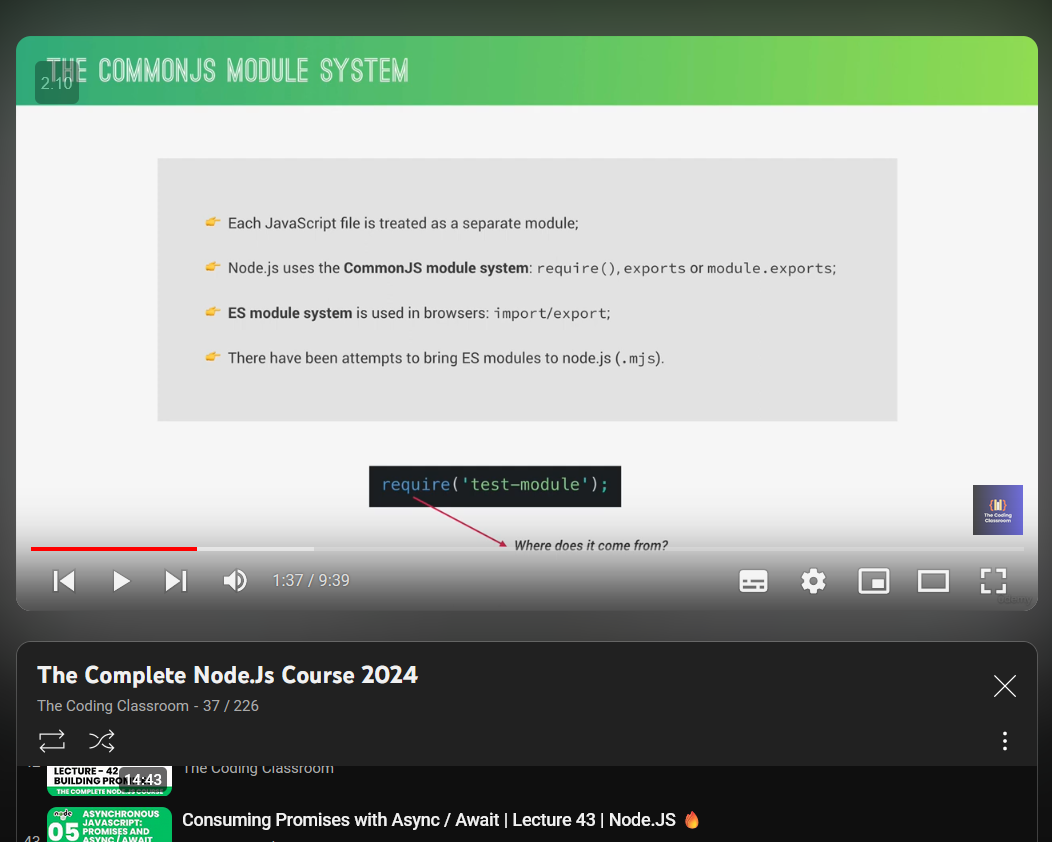 THE COMMONJS MODULE SYSTEM
2.10
👉 Each JavaScript file is treated as a separate module;
👉 Node.js uses the CommonJS module system: require(), exports or module.exports;
👉 ES module system is used in browsers: import/export;
👉 There have been attempts to bring ES modules to node.js (.mjs).
require('test-module');
Where does it come from?
The Coding
Classroom
1:37 / 9:39
The Complete Node.Js Course 2024
The Coding Classroom - 37 / 226
42
LECTURE - 42
BUILDING
14:43
THE COMPLETE NODE.JS COURSE
The Coding Classroom
43
node
05
ASYNCHRONOUS
JAVASCRIPT:
PROMISES AND
ASYNC / AWAIT
Consuming Promises with Async / Await | Lecture 43 | Node.JS 🔥